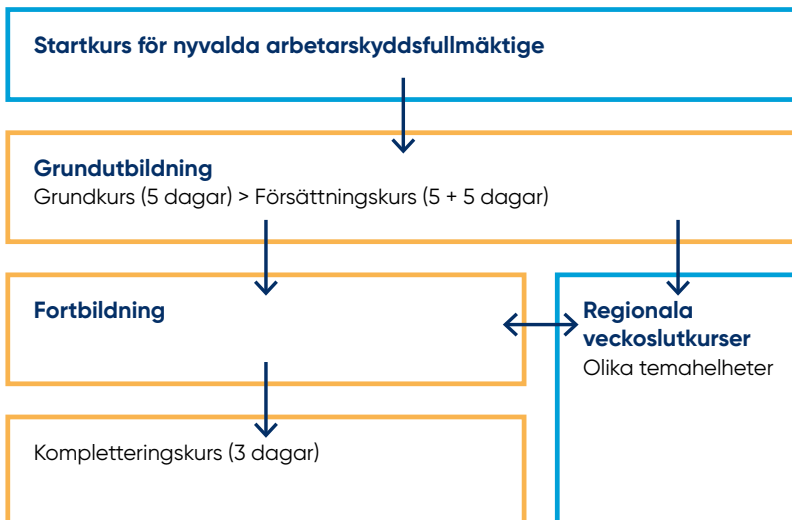 Startkurs för nyvalda arbetarskyddsfullmäktige
Grundutbildning
Grundkurs (5 dagar) > Försättningskurs (5 + 5 dagar)
Fortbildning
Regionala
veckoslutkurser
Olika temahelheter
Kompletteringskurs (3 dagar)